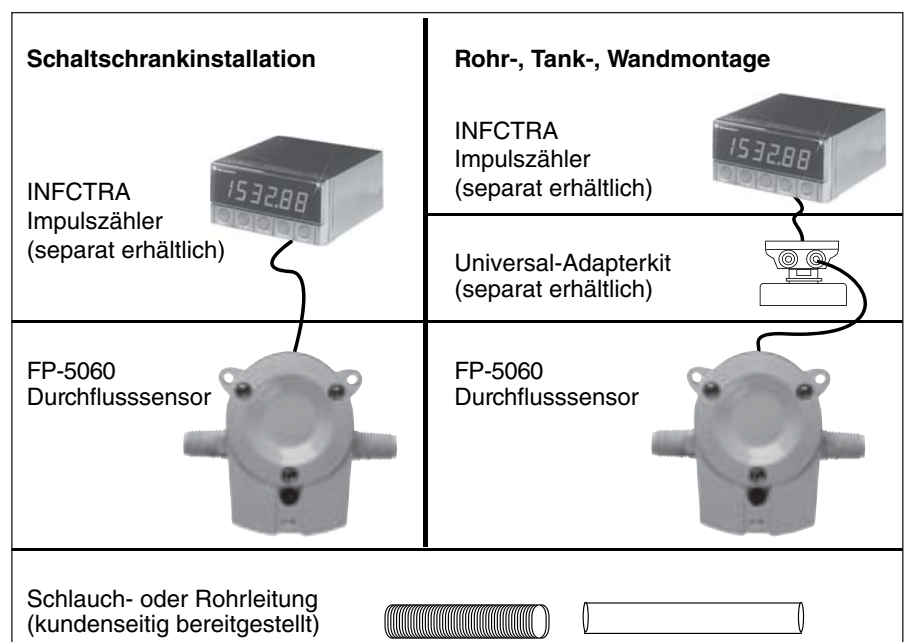 Schaltschrankinstallation
INFCTRA
Impulszähler
(separat erhältlich)
1532.88
FP-5060
Durchflusssensor
Rohr-, Tank-, Wandmontage
INFCTRA
Impulszähler
(separat erhältlich)
1532.88
Universal-Adapterkit
(separat erhältlich)
FP-5060
Durchflusssensor
Schlauch- oder Rohrleitung
(kundenseitig bereitgestellt)